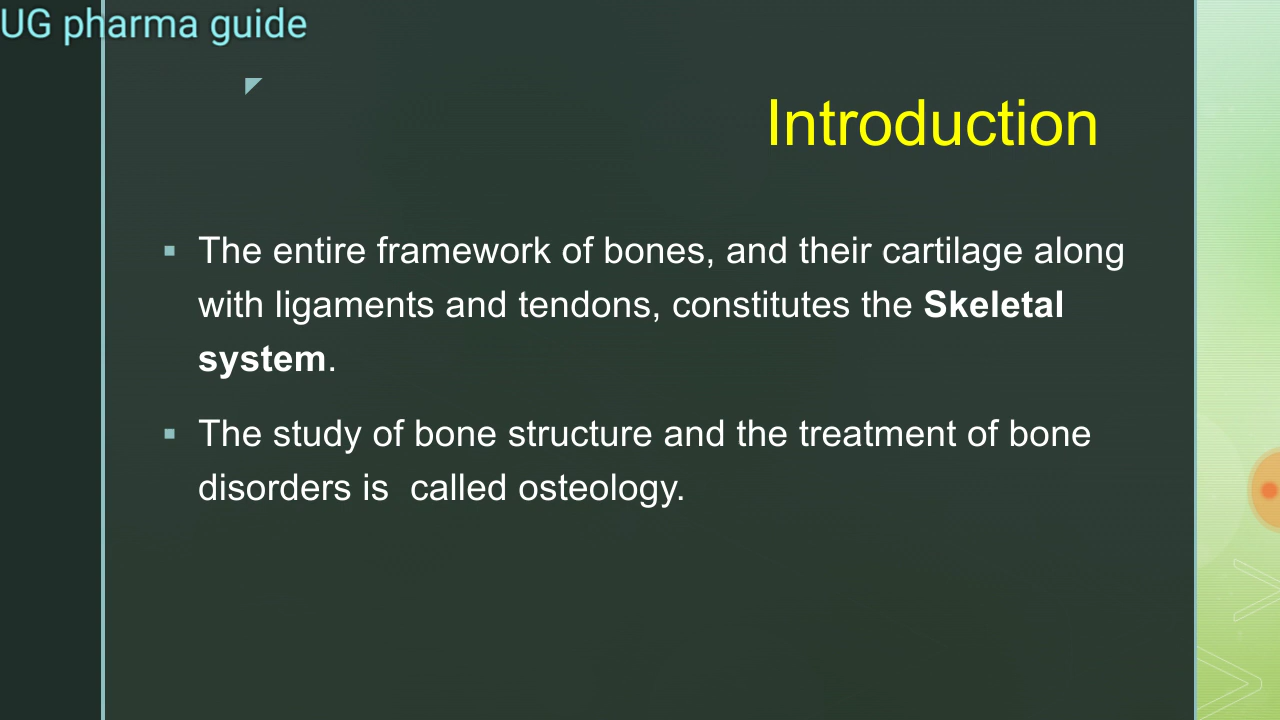 UG pharma guide
Introduction
▪ The entire framework of bones, and their cartilage along
with ligaments and tendons, constitutes the Skeletal
system.
▪ The study of bone structure and the treatment of bone
disorders is  called osteology.